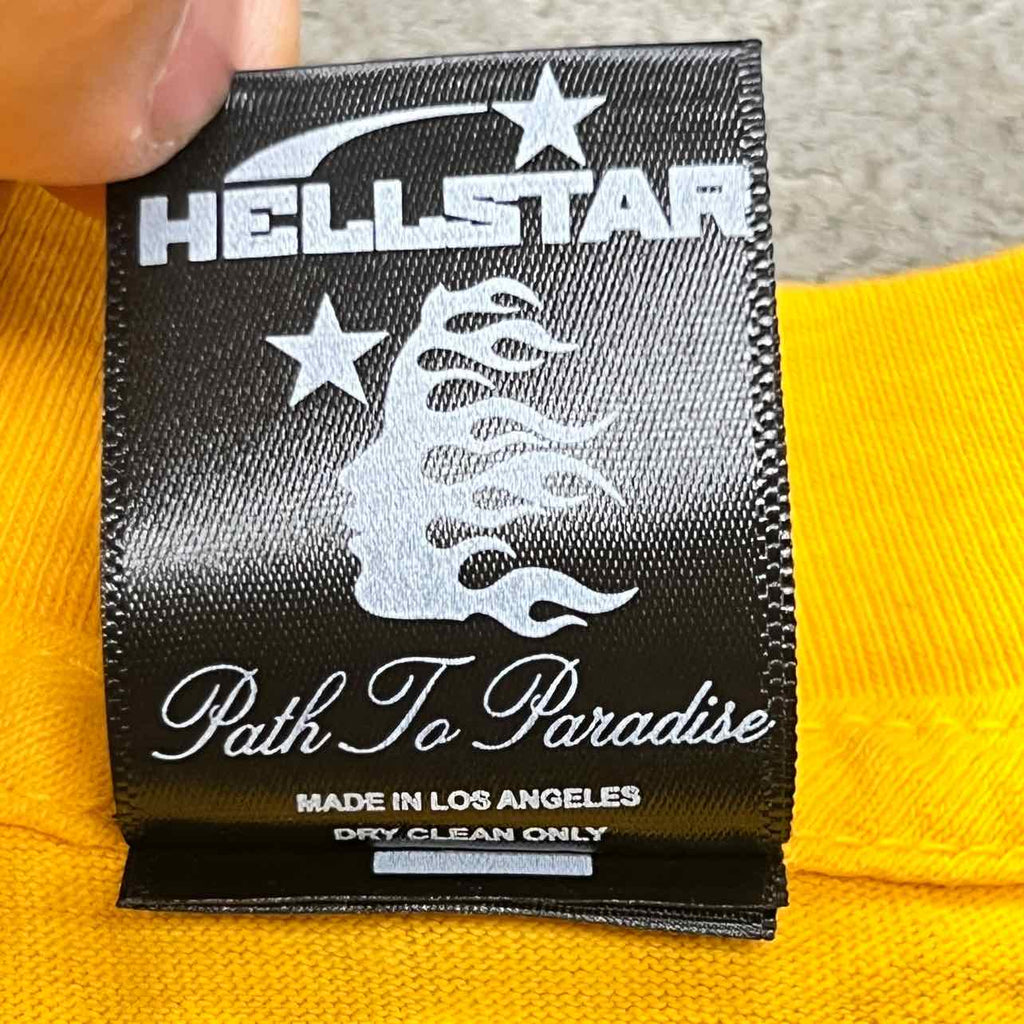 HELLSTAR
Path To Paradise
MADE IN LOS ANGELES
DRY CLEAN ONLY